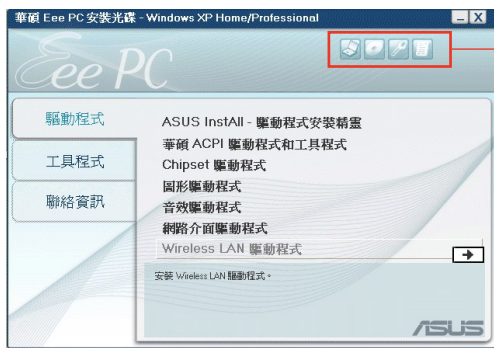 華碩 Eee PC 安裝光碟 - Windows XP Home/Professional
Eee PC
驅動程式
工具程式
聯絡資訊
ASUS InstAll - 驅動程式安裝精靈
華碩 ACPI 驅動程式和工具程式
Chipset 驅動程式
圖形驅動程式
音效驅動程式
網路介面驅動程式
Wireless LAN 驅動程式
安裝 Wireless LAN 驅動程式。
ASUS